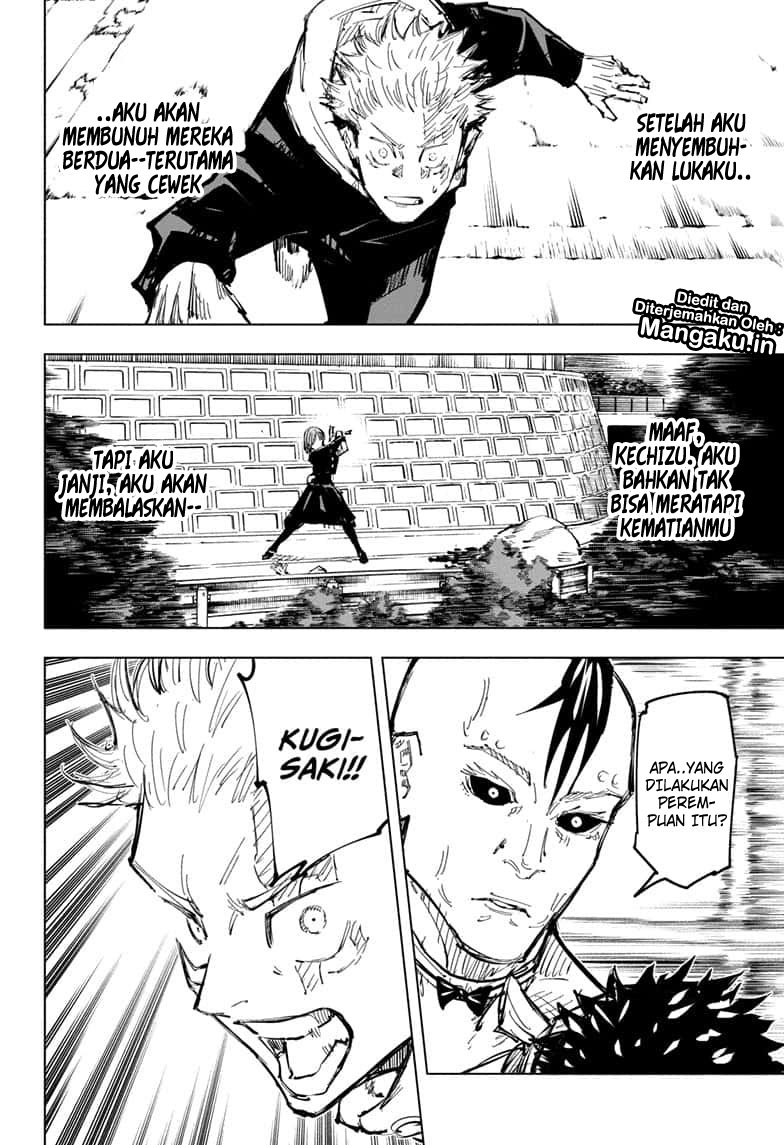 SETELAH AKU
MENYEMBUH-
KAN LUKAKU..
..AKU AKAN
MEMBUNUH MEREKA
BERDUA--TERUTAMA
YANG CEWEK
Diedit dan
Diterjemahkan Oleh :
Mangaku.in
MAAF,
KECHIZU. AKU
BAHKAN TAK
BISA MERATAPI
KEMATIANMU
TAPI AKU
JANJI, AKU AKAN
MEMBALASKAN--
APA..YANG
DILAKUKAN
PEREM-
PUAN ITU?
KUGI-
SAKI!!